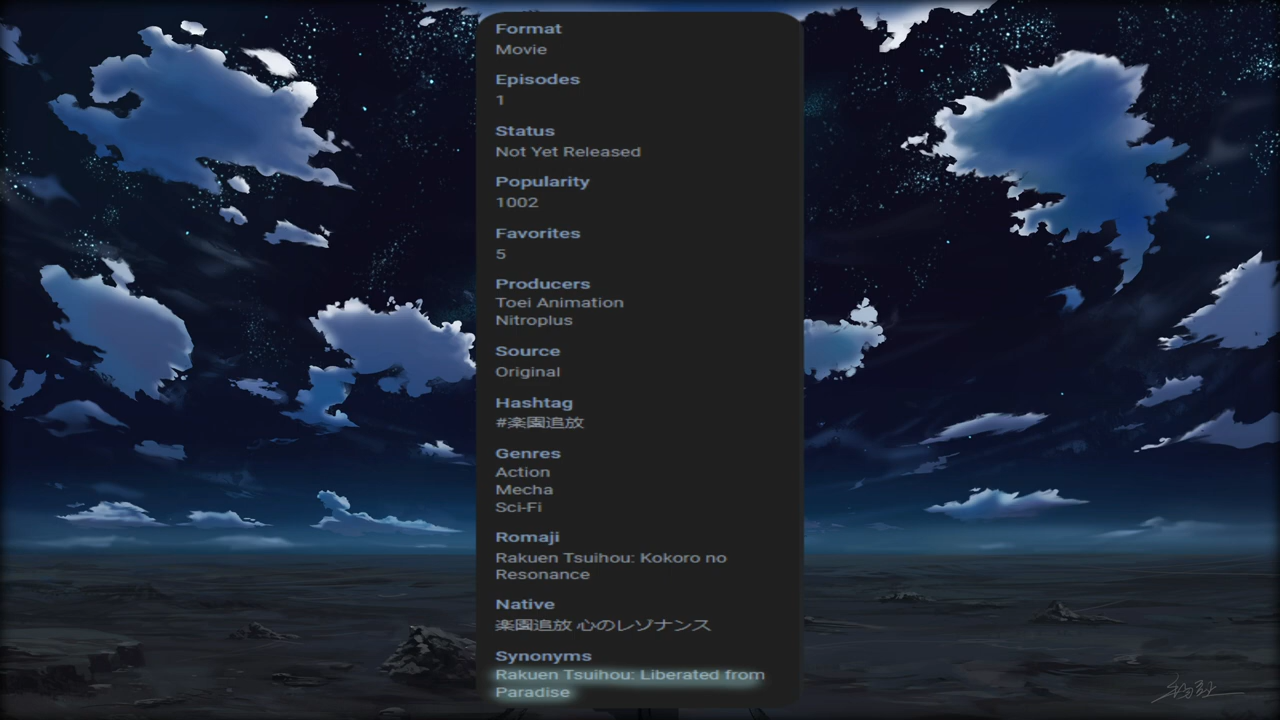 Format
Movie
Episodes
1
Status
Not Yet Released
Popularity
1002
Favorites
5
Producers
Toei Animation
Nitroplus
Source
Original
Hashtag
#楽園追放
Genres
Action
Mecha
Sci-Fi
Romaji
Rakuen Tsuihou: Kokoro no
Resonance
Native
楽園追放 心のレゾナンス
Synonyms
Rakuen Tsuihou: Liberated from
Paradise